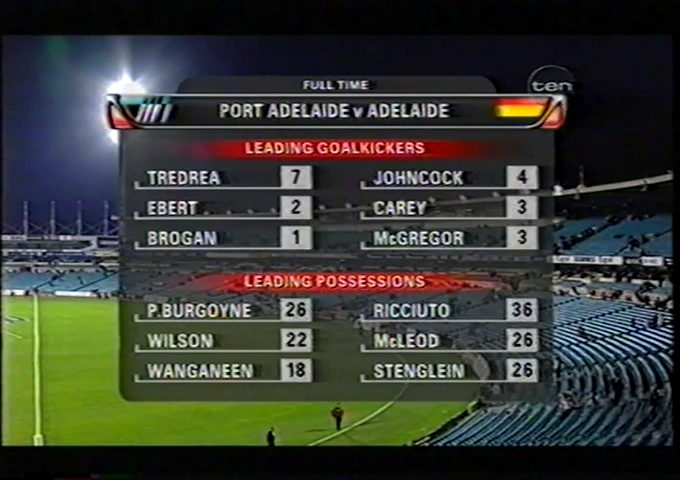 FULL TIME
ten
PORT ADELAIDE v ADELAIDE
LEADING GOALKICKERS
TREDREA 7 JOHNCOCK 4
EBERT 2 CAREY 3
BROGAN 1 McGREGOR 3
LEADING POSSESSIONS
P.BURGOYNE 26 RICCIUTO 36
WILSON 22 McLEOD 26
WANGANEEN 18 STENGLEIN 26